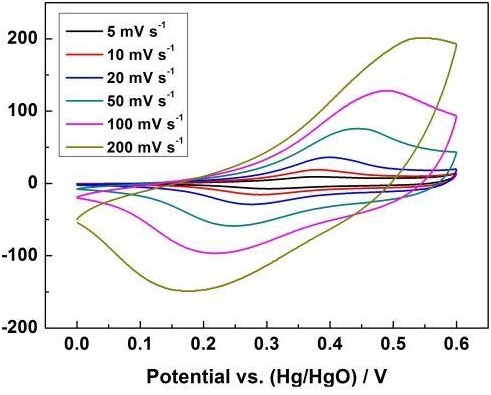 5 mV s⁻¹
10 mV s⁻¹
20 mV s⁻¹
50 mV s⁻¹
100 mV s⁻¹
200 mV s⁻¹
200
100
0
-100
-200
0.0 0.1 0.2 0.3 0.4 0.5 0.6
Potential vs. (Hg/HgO) / V